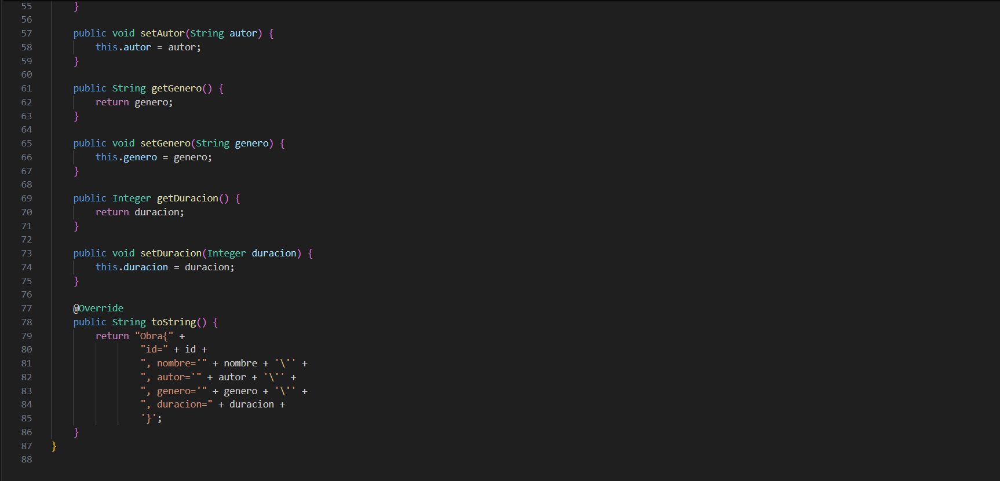 55 }
56
57 public void setAutor(String autor) {
58 this.autor = autor;
59 }
60
61 public String getGenero() {
62 return genero;
63 }
64
65 public void setGenero(String genero) {
66 this.genero = genero;
67 }
68
69 public Integer getDuracion() {
70 return duracion;
71 }
72
73 public void setDuracion(Integer duracion) {
74 this.duracion = duracion;
75 }
76
77 @Override
78 public String toString() {
79 return "Obra{" +
80 "id=" + id +
81 ", nombre='" + nombre + '\'' +
82 ", autor='" + autor + '\'' +
83 ", genero='" + genero + '\'' +
84 ", duracion=" + duracion +
85 '}';
86 }
87 }
88